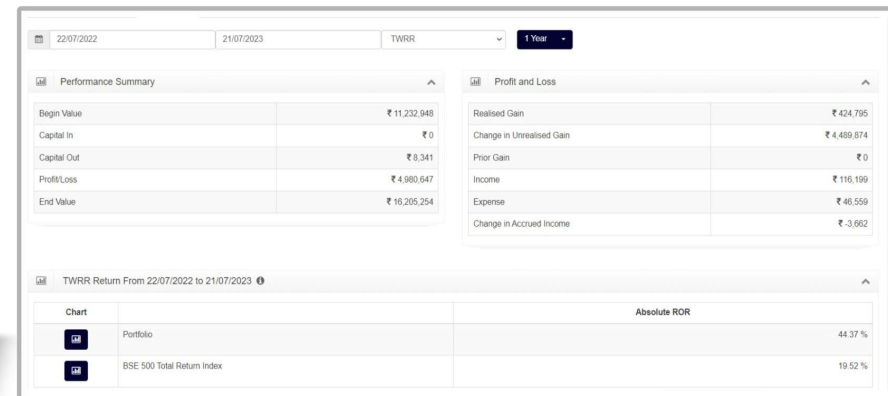 22/07/2022 21/07/2023 TWRR 1 Year
Performance Summary
Begin Value ₹ 11,232,948
Capital In ₹ 0
Capital Out ₹ 8,341
Profit/Loss ₹ 4,980,647
End Value ₹ 16,205,254
Profit and Loss
Realised Gain ₹ 424,795
Change in Unrealised Gain ₹ 4,489,874
Prior Gain ₹ 0
Income ₹ 116,199
Expense ₹ 46,559
Change in Accrued Income ₹ -3,662
TWRR Return From 22/07/2022 to 21/07/2023
Chart Absolute ROR
Portfolio 44.37 %
BSE 500 Total Return Index 19.52 %